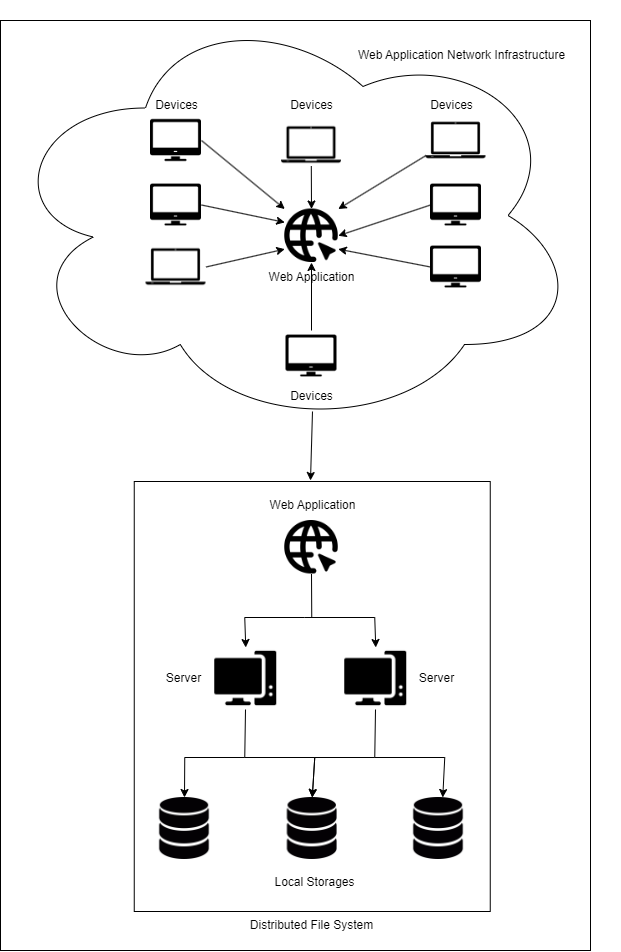 Web Application Network Infrastructure
Devices
Devices
Devices
Web Application
Devices
Web Application
Server
Server
Local Storages
Distributed File System